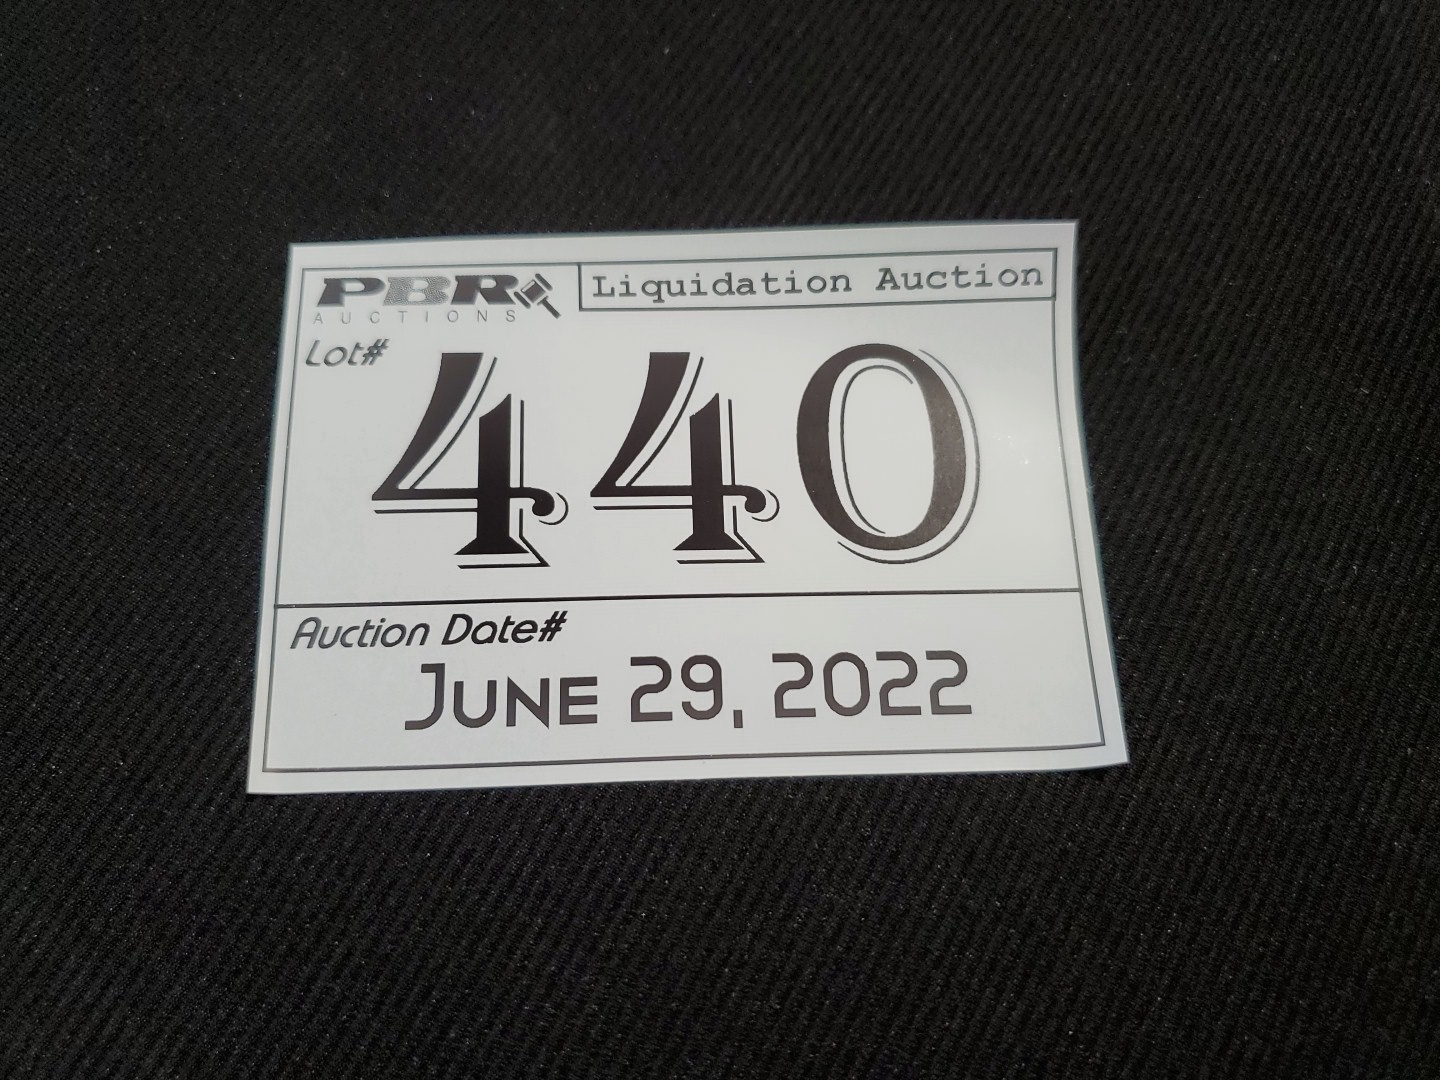 PBR
AUCTIONS
Liquidation Auction
Lot#
440
Auction Date#
June 29, 2022